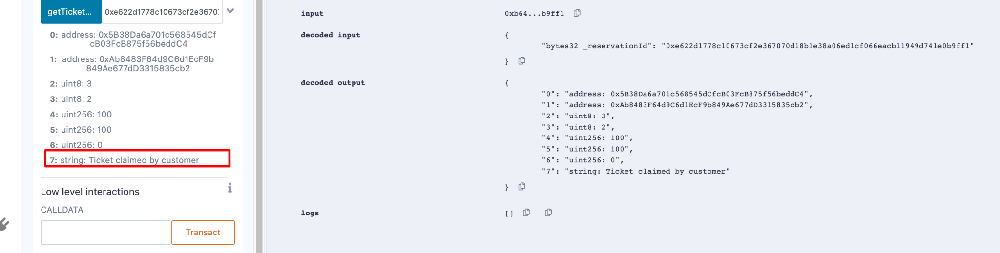 getTicket... 0xe622d1778c10673cf2e3670
0: address: 0x5B38Da6a701c568545dCf
cB03FcB875f56beddC4
1: address: 0xAb8483F64d9C6d1EcF9b
849Ae677dD3315835cb2
2: uint8: 3
3: uint8: 2
4: uint256: 100
5: uint256: 100
6: uint256: 0
7: string: Ticket claimed by customer
Low level interactions
CALLDATA
Transact
input 0xb64...b9ff1
decoded input {
"bytes32 _reservationId": "0xe622d1778c10673cf2e367070d18b1e38a06ed1cf066eacb11949d741e0b9ff1"
}
decoded output {
"0": "address: 0x5B38Da6a701c568545dCfcB03FcB875f56beddC4",
"1": "address: 0xAb8483F64d9C6d1EcF9b849Ae677dD3315835cb2",
"2": "uint8: 3",
"3": "uint8: 2",
"4": "uint256: 100",
"5": "uint256: 100",
"6": "uint256: 0",
"7": "string: Ticket claimed by customer"
}
logs []